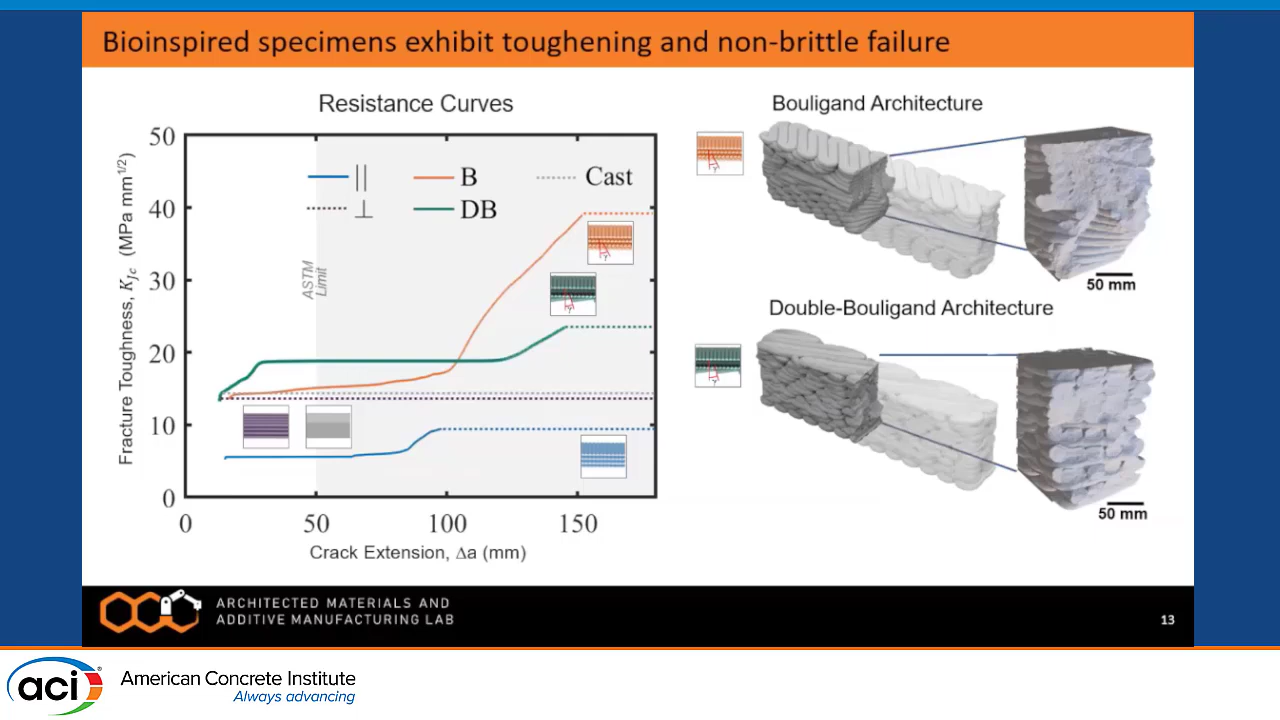 Bioinspired specimens exhibit toughening and non-brittle failure
Resistance Curves
50
40
30
20
10
0
0
50
100
150
Fracture Toughness, K_Jc (MPa mm^1/2)
Crack Extension, Δa (mm)
||
⊥
B
DB
Cast
ASTM
Limit
Bouligand Architecture
50 mm
Double-Bouligand Architecture
50 mm
ARCHITECTED MATERIALS AND
ADDITIVE MANUFACTURING LAB
13
aci®
American Concrete Institute
Always advancing